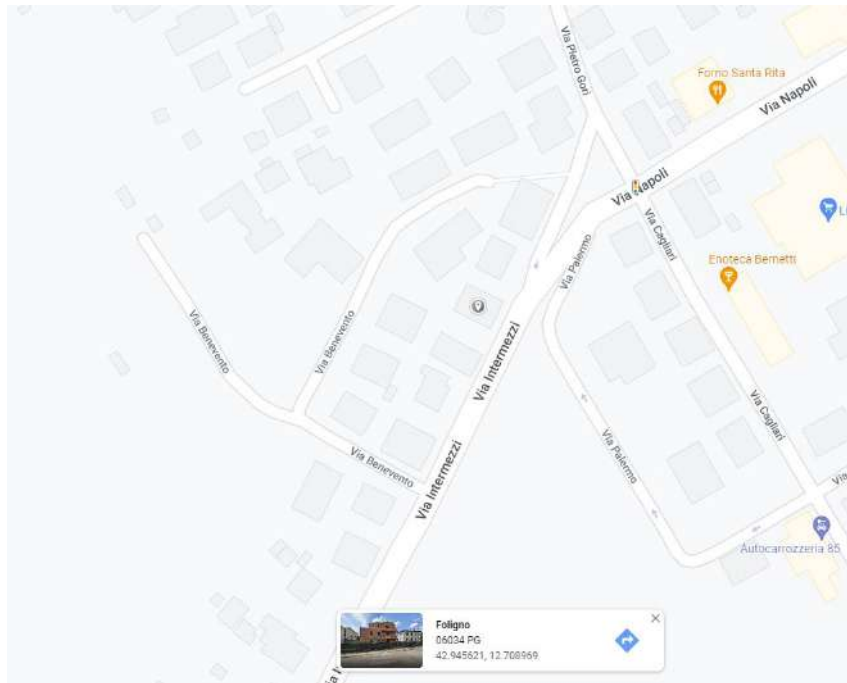 Via Pietro Gori
Forno Santa Rita
Via Napoli
Via Napoli
Via Cagliari
Via Palermo
Enoteca Bernetti
Via Benevento
Via Benevento
Via Intermezzi
Via Cagliari
Via Palermo
Via Benevento
Via Intermezzi
Via
Autocarrozzeria 85
Foligno
06034 PG
42.945621, 12.708969